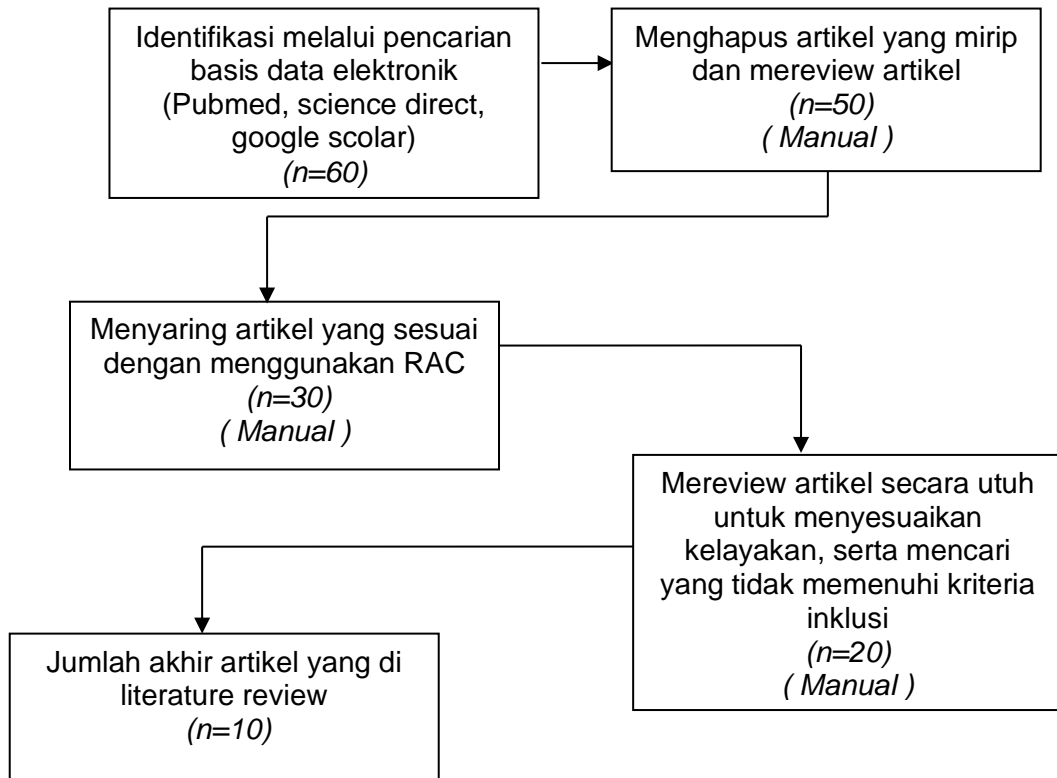 Identifikasi melalui pencarian
basis data elektronik
(Pubmed, science direct,
google scolar)
(n=60)
Menghapus artikel yang mirip
dan mereview artikel
(n=50)
( Manual )
Menyaring artikel yang sesuai
dengan menggunakan RAC
(n=30)
( Manual )
Mereview artikel secara utuh
untuk menyesuaikan
kelayakan, serta mencari
yang tidak memenuhi kriteria
inklusi
(n=20)
( Manual )
Jumlah akhir artikel yang di
literature review
(n=10)